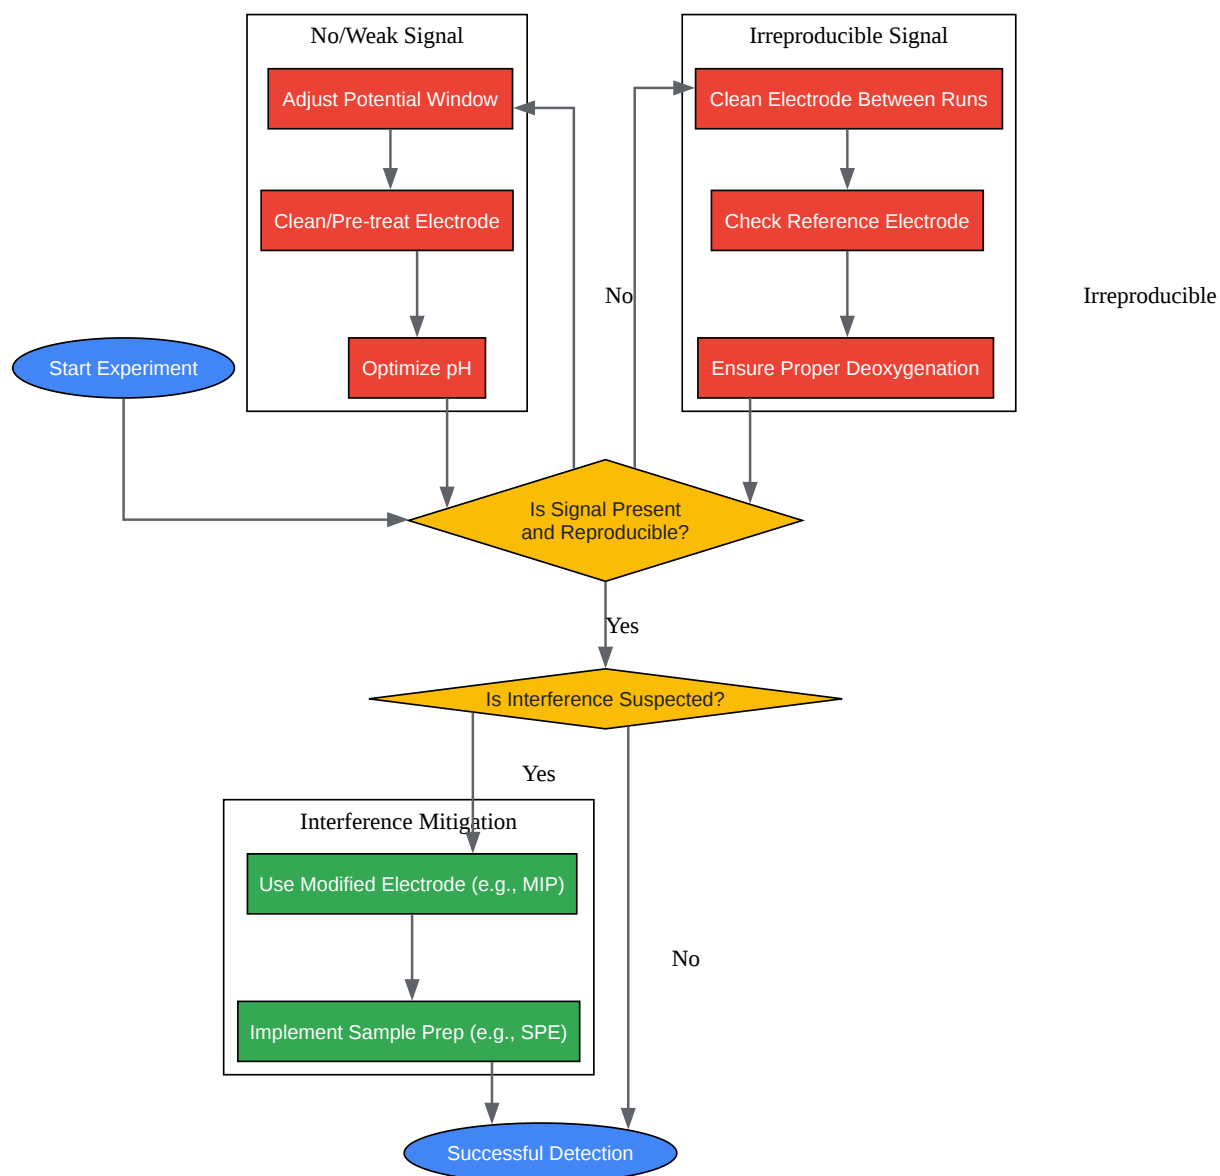 No/Weak Signal
Adjust Potential Window
Clean/Pre-treat Electrode
Optimize pH
Irreproducible Signal
Clean Electrode Between Runs
Check Reference Electrode
Ensure Proper Deoxygenation
No
Irreproducible
Start Experiment
Is Signal Present
and Reproducible?
Yes
Is Interference Suspected?
Yes
Interference Mitigation
Use Modified Electrode (e.g., MIP)
Implement Sample Prep (e.g., SPE)
No
Successful Detection